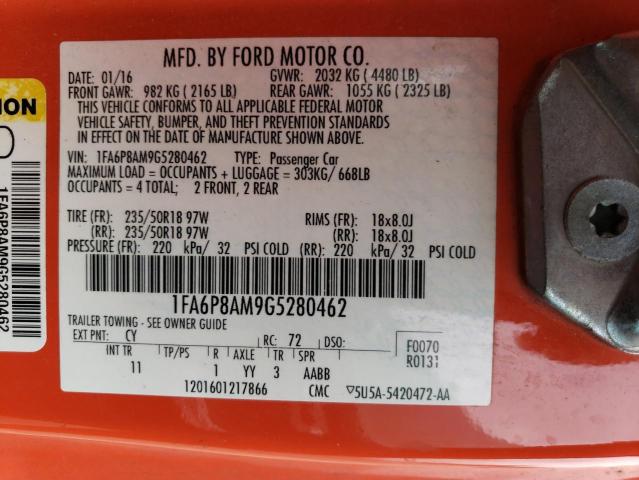 MFD. BY FORD MOTOR CO.
DATE: 01/16 GVWR: 2032 KG ( 4480 LB)
FRONT GAWR: 982 KG ( 2165 LB) REAR GAWR: 1055 KG ( 2325 LB)
THIS VEHICLE CONFORMS TO ALL APPLICABLE FEDERAL MOTOR
VEHICLE SAFETY, BUMPER, AND THEFT PREVENTION STANDARDS
IN EFFECT ON THE DATE OF MANUFACTURE SHOWN ABOVE.
VIN: 1FA6P8AM9G5280462 TYPE: Passenger Car
MAXIMUM LOAD = OCCUPANTS + LUGGAGE = 303KG/ 668LB
OCCUPANTS = 4 TOTAL; 2 FRONT, 2 REAR
TIRE (FR): 235/50R18 97W RIMS (FR): 18x8.0J
(RR): 235/50R18 97W (RR): 18x8.0J
PRESSURE (FR): 220 kPa/ 32 PSI COLD (RR): 220 kPa/ 32 PSI COLD
1FA6P8AM9G5280462
TRAILER TOWING - SEE OWNER GUIDE
EXT PNT: CY RC: 72 DSO: F0070
R0131
INT TR TP/PS R AXLE TR SPR
11 1 YY 3 AABB
1201601217866 CMC 5U5A-5420472-AA
ION
1FA6P8AM9G5280462